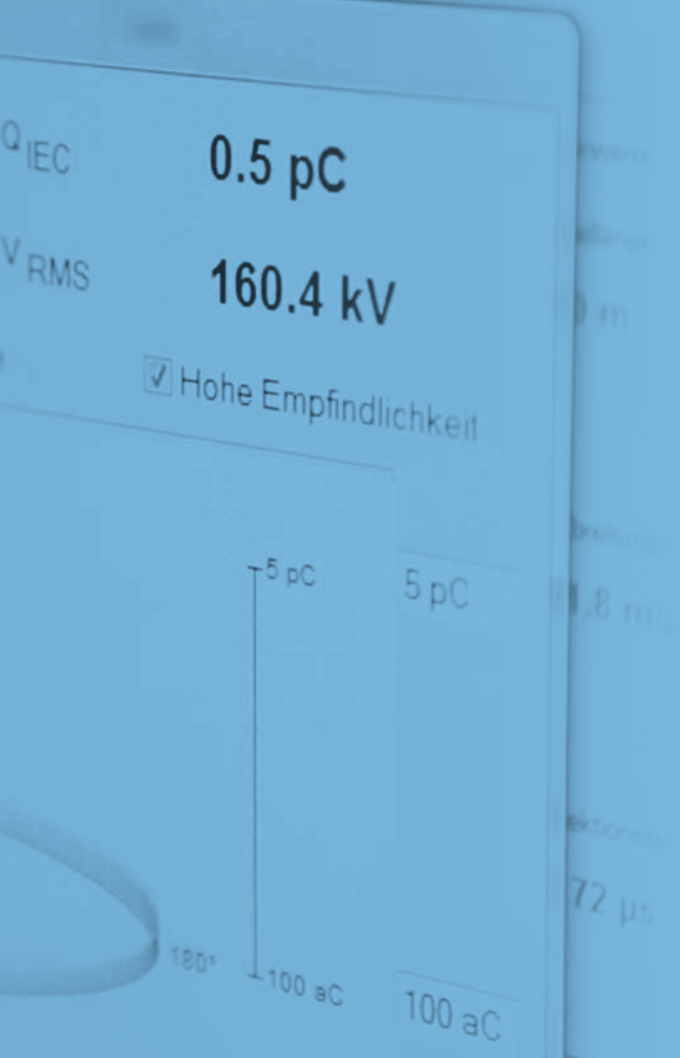 Q IEC 0.5 pC
V RMS 160.4 kV
Hohe Empfindlichkeit
5 pC 5 pC
180°
100 aC 100 aC
72 µs